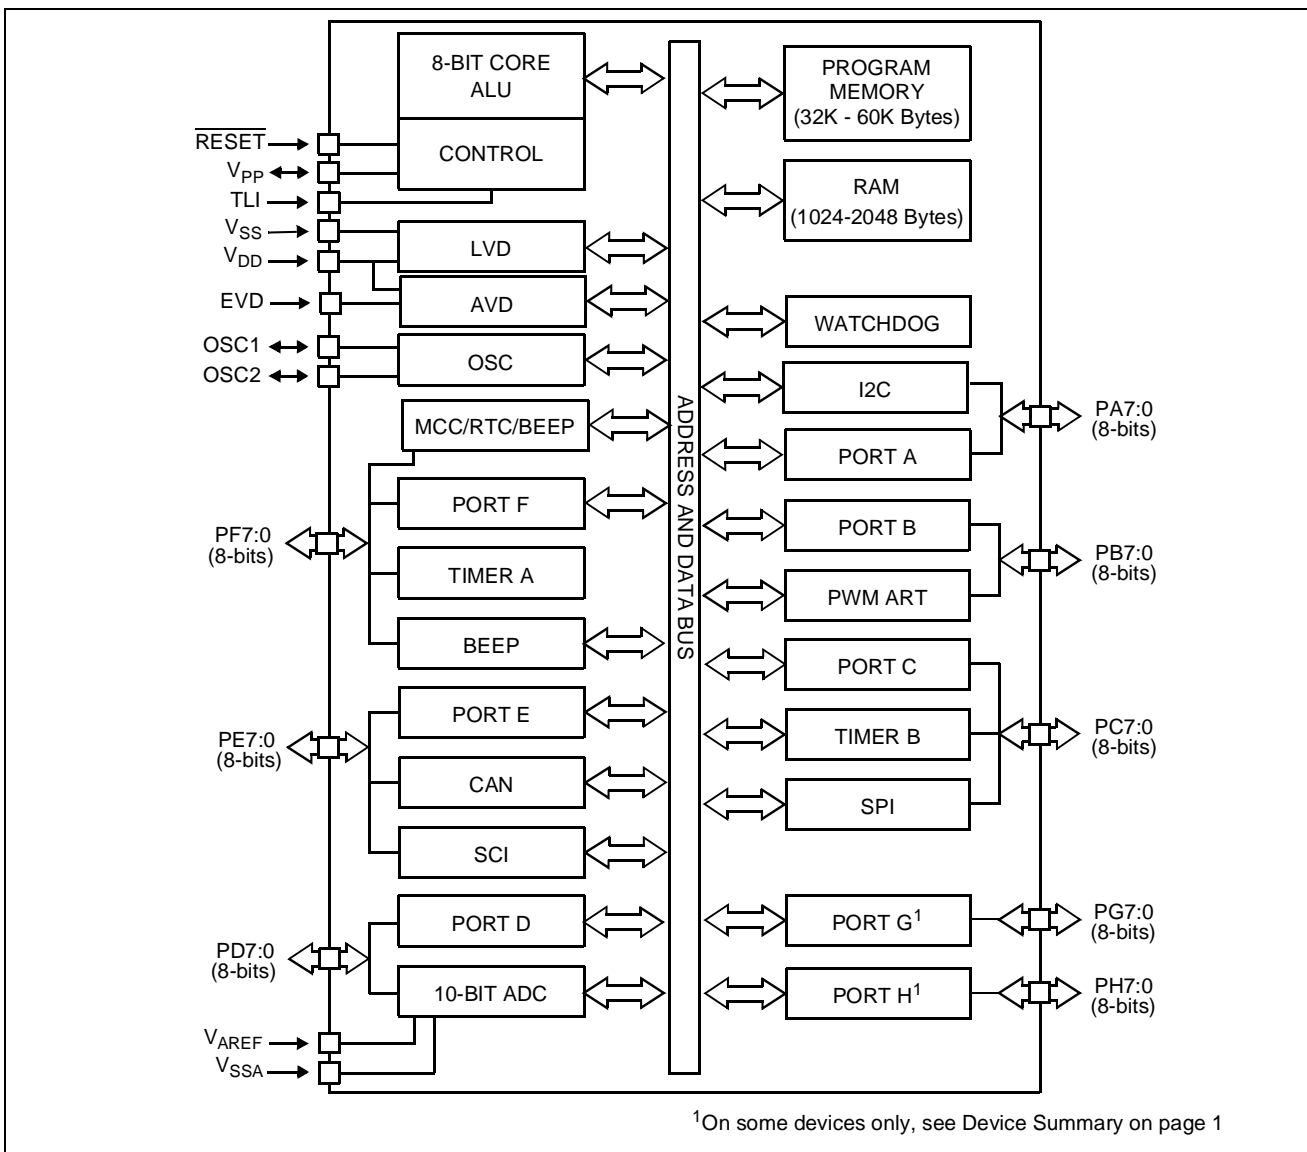 8-BIT CORE
ALU
CONTROL
RESET
VPP
TLI
VSS
VDD
EVD
OSC1
OSC2
LVD
AVD
OSC
MCC/RTC/BEEP
PORT F
TIMER A
BEEP
PF7:0
(8-bits)
PORT E
CAN
SCI
PE7:0
(8-bits)
PORT D
10-BIT ADC
PD7:0
(8-bits)
VAREF
VSSA
ADDRESS AND DATA BUS
PROGRAM
MEMORY
(32K - 60K Bytes)
RAM
(1024-2048 Bytes)
WATCHDOG
I2C
PORT A
PA7:0
(8-bits)
PORT B
PWM ART
PB7:0
(8-bits)
PORT C
TIMER B
SPI
PC7:0
(8-bits)
PORT G1
PG7:0
(8-bits)
PORT H1
PH7:0
(8-bits)
1On some devices only, see Device Summary on page 1